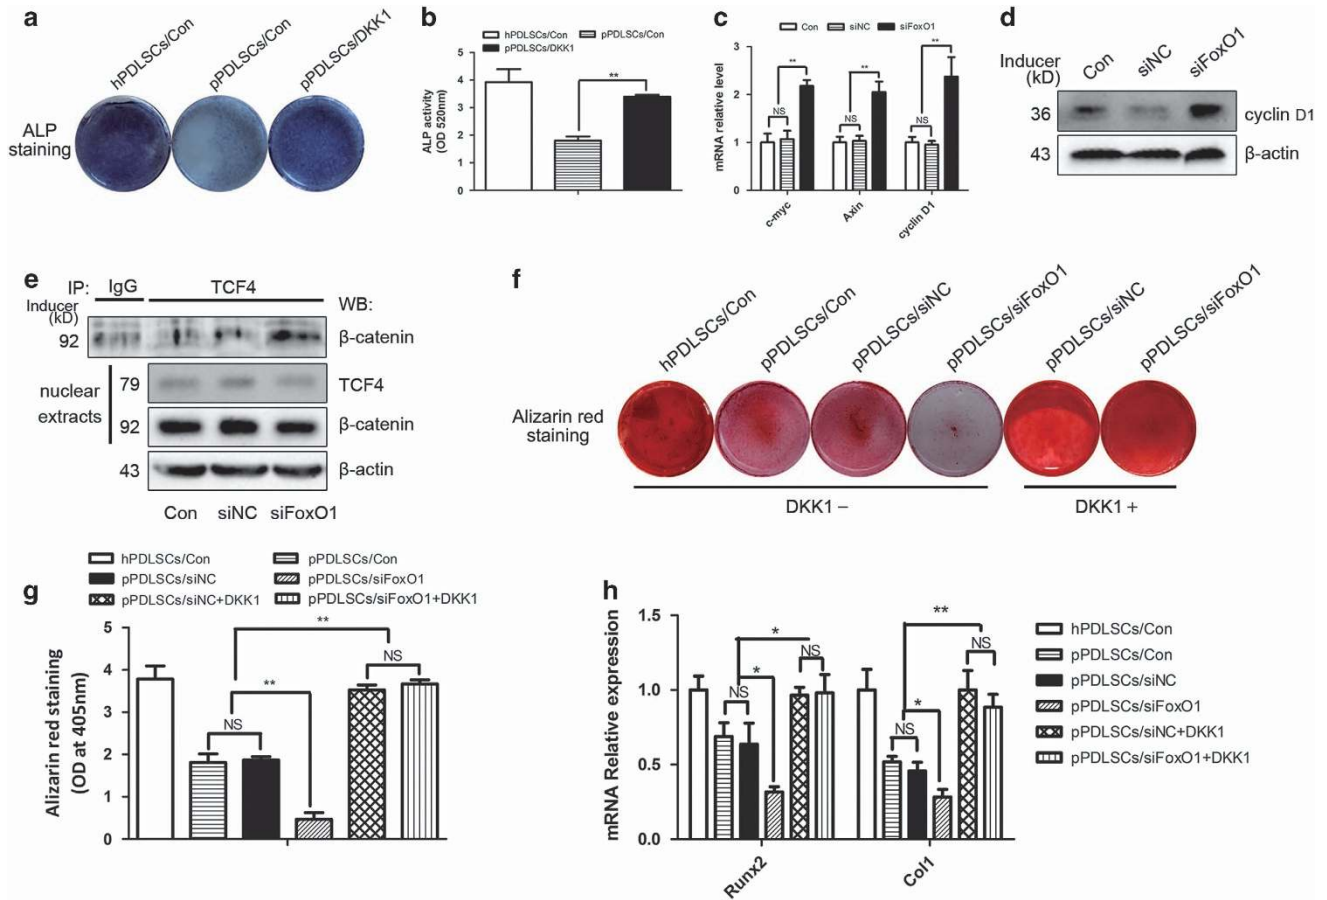 a
hPDLSCs/Con
pPDLSCs/Con
pPDLSCs/DKK1
ALP
staining
b
hPDLSCs/Con
pPDLSCs/Con
pPDLSCs/DKK1
ALP activity
(OD 520nm)
5
4
3
2
1
0
**
c
Con
siNC
siFoxO1
mRNA relative level
3
2
1
0
**
**
**
NS
NS
NS
c-myc
Axin
cyclin D1
d
Inducer
(kD)
Con
siNC
siFoxO1
36
cyclin D1
43
β-actin
e
IP:
IgG
TCF4
Inducer
(kD)
WB:
92
β-catenin
nuclear
extracts
79
TCF4
92
β-catenin
43
β-actin
Con
siNC
siFoxO1
f
hPDLSCs/Con
pPDLSCs/Con
pPDLSCs/siNC
pPDLSCs/siFoxO1
pPDLSCs/siNC
pPDLSCs/siFoxO1
Alizarin red
staining
DKK1 –
DKK1 +
g
hPDLSCs/Con
pPDLSCs/Con
pPDLSCs/siNC
pPDLSCs/siFoxO1
pPDLSCs/siNC+DKK1
pPDLSCs/siFoxO1+DKK1
Alizarin red staining
(OD at 405nm)
5
4
3
2
1
0
**
**
NS
NS
h
mRNA Relative expression
1.5
1.0
0.5
0.0
*
*
NS
NS
**
*
NS
NS
Runx2
Col1
hPDLSCs/Con
pPDLSCs/Con
pPDLSCs/siNC
pPDLSCs/siFoxO1
pPDLSCs/siNC+DKK1
pPDLSCs/siFoxO1+DKK1